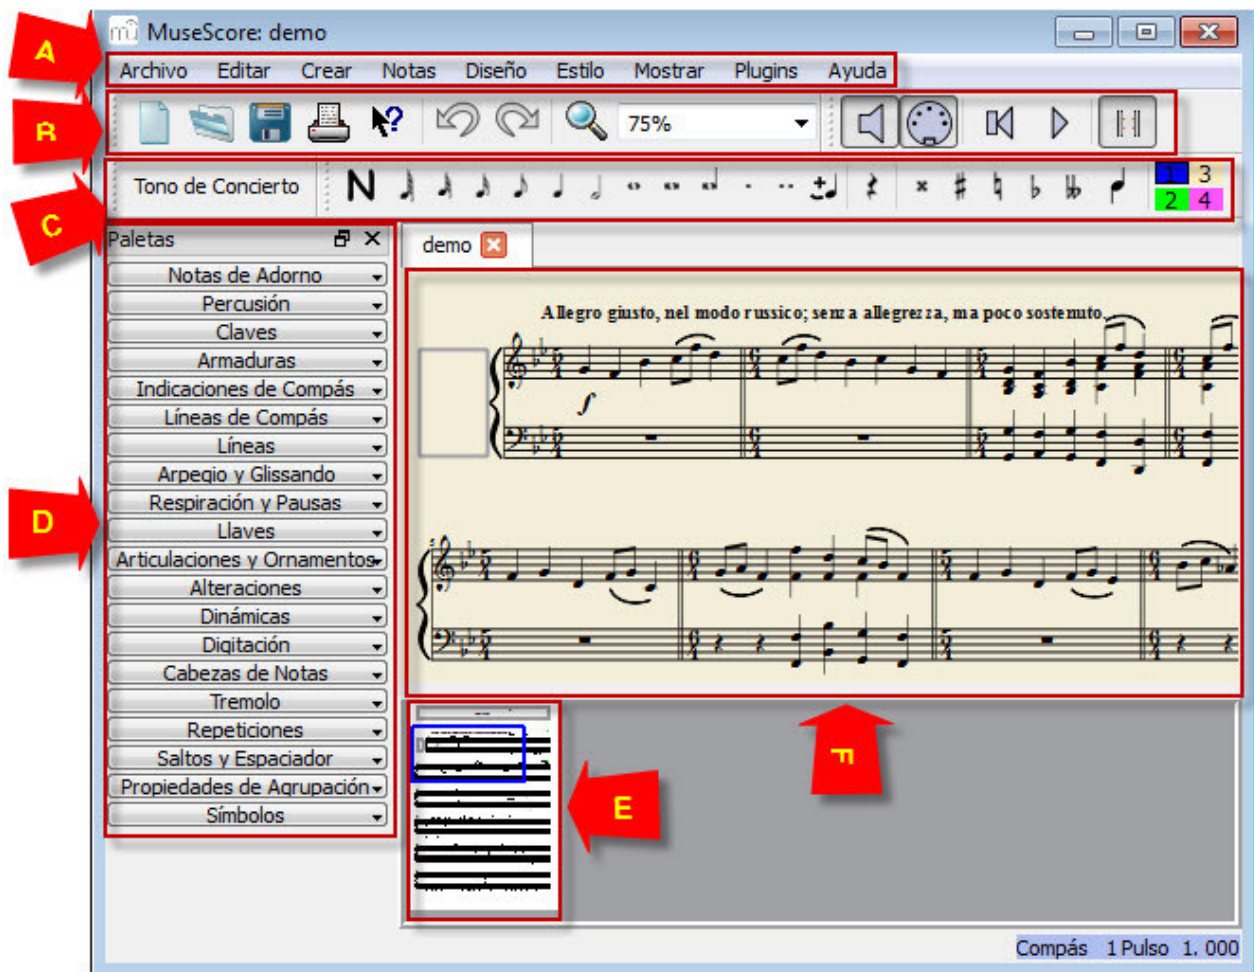 MuseScore: demo
A
Archivo Editar Crear Notas Diseño Estilo Mostrar Plugins Ayuda
B
75%
C
Tono de Concierto N 1 3
2 4
Paletas
demo
Notas de Adorno
Percusión
Claves
Armaduras
Indicaciones de Compás
Líneas de Compás
Líneas
Arpegio y Glissando
Respiración y Pausas
Llaves
Articulaciones y Ornamentos
Alteraciones
Dinámicas
Digitación
Cabezas de Notas
Tremolo
Repeticiones
Saltos y Espaciador
Propiedades de Agrupación
Símbolos
D
Allegro giusto, nel modo russico; senza allegrezza, ma poco sostenuto.
f
5
F
E
Compás 1 Pulso 1. 000